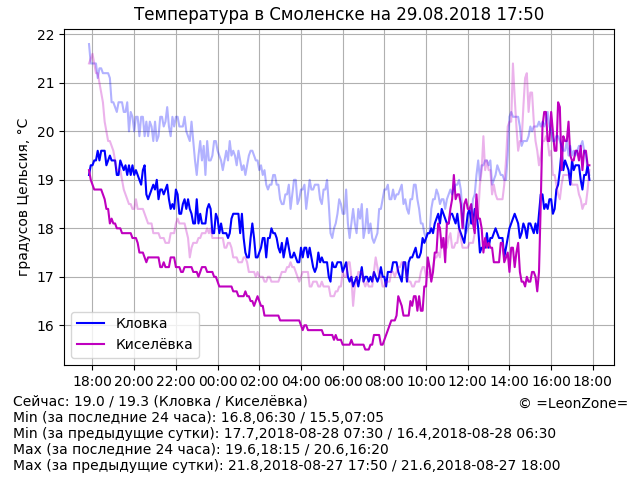 Температура в Смоленске на 29.08.2018 17:50
градусов Цельсия, °C
22
21
20
19
18
17
16
Кловка
Киселёвка
18:00 20:00 22:00 00:00 02:00 04:00 06:00 08:00 10:00 12:00 14:00 16:00 18:00
Сейчас: 19.0 / 19.3 (Кловка / Киселёвка)
© =LeonZone=
Min (за последние 24 часа): 16.8,06:30 / 15.5,07:05
Min (за предыдущие сутки): 17.7,2018-08-28 07:30 / 16.4,2018-08-28 06:30
Max (за последние 24 часа): 19.6,18:15 / 20.6,16:20
Max (за предыдущие сутки): 21.8,2018-08-27 17:50 / 21.6,2018-08-27 18:00